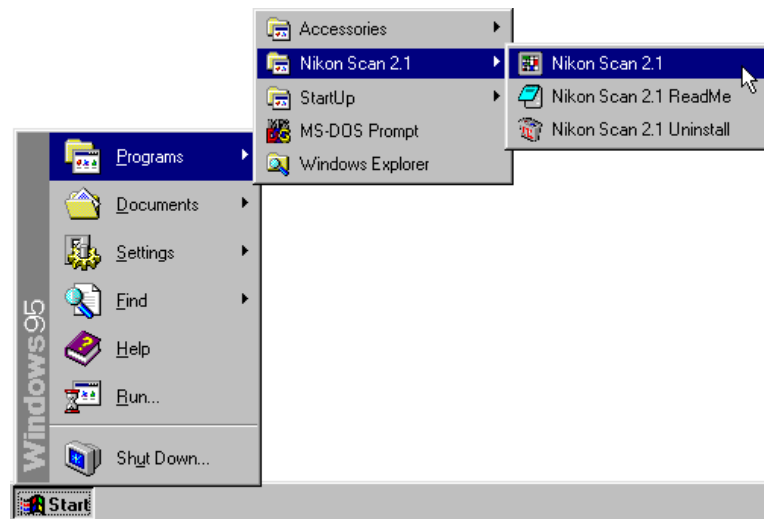 Accessories
Nikon Scan 2.1
StartUp
MS-DOS Prompt
Windows Explorer
Nikon Scan 2.1
Nikon Scan 2.1 ReadMe
Nikon Scan 2.1 Uninstall
Programs
Documents
Settings
Find
Help
Run...
Shut Down...
Windows95
Start